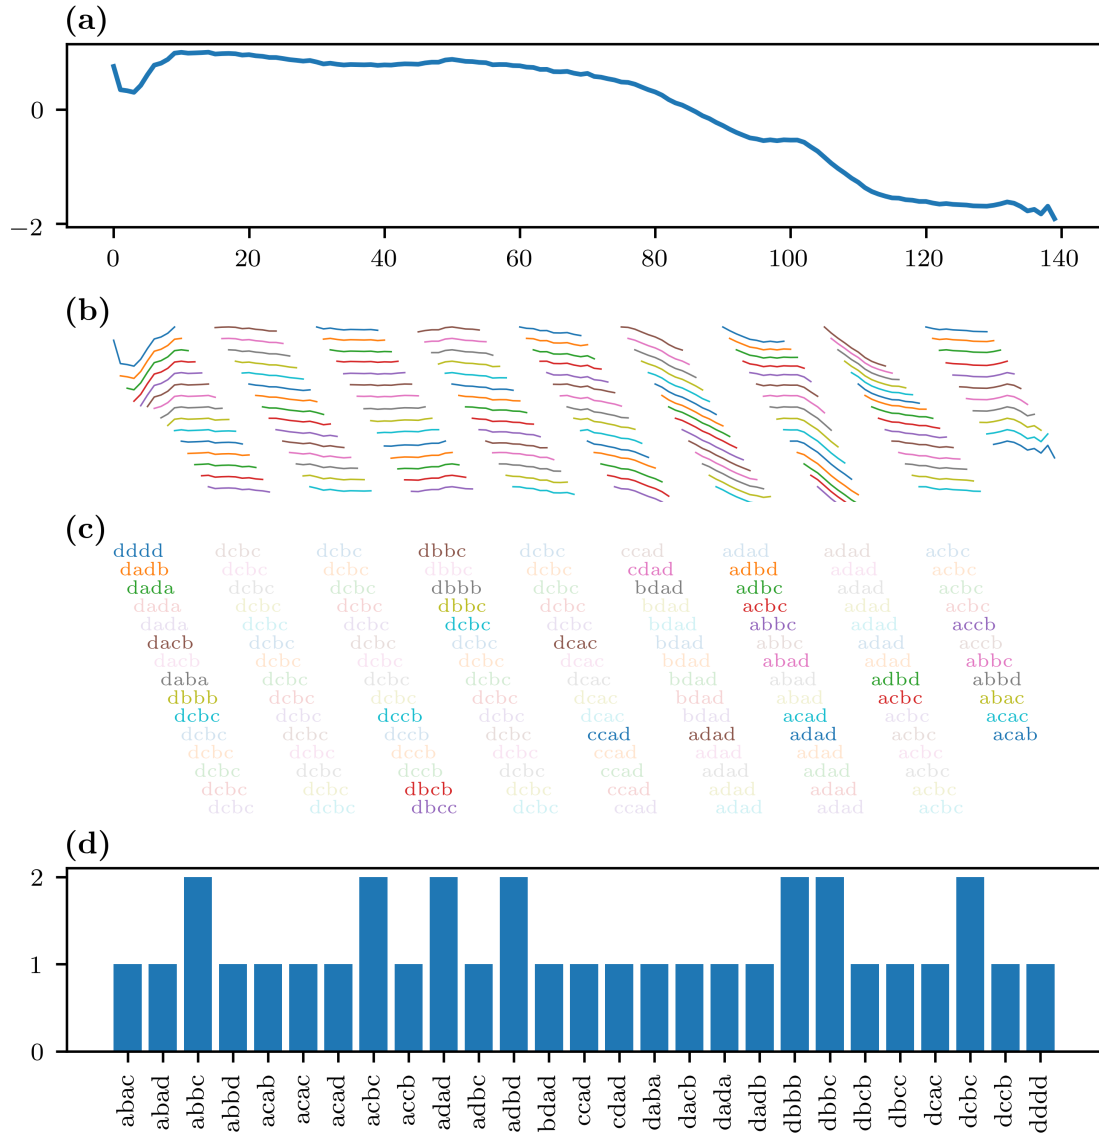 (a)
0
−2
0 20 40 60 80 100 120 140
(b)
(c)
dddd dcbc dcbc dbbc dcbc ccad adad adad acbc
dadb dcbc dcbc dbbc dcbc cdad adbd adad acbc
dada dcbc dcbc dbbb dcbc bdad adbc adad acbc
dada dcbc dcbc dbbc dcbc bdad acbc adad acbc
dada dcbc dcbc dcbc dcbc bdad abbc adad accb
dacb dcbc dcbc dcbc dcac bdad abbc adad accb
dacb dcbc dcbc dcbc dcac bdad abad adad abbc
daba dcbc dcbc dcbc dcac bdad abad adbd abbd
dbbb dcbc dcbc dcbc dcac bdad abad acbc abac
dcbc dcbc dccb dcbc dcac bdad acad acbc acac
dcbc dcbc dccb dcbc ccad adad adad acbc acab
dcbc dcbc dccb dcbc ccad adad adad acbc
dcbc dcbc dccb dcbc ccad adad adad acbc
dcbc dcbc dbcb dcbc ccad adad adad acbc
dcbc dcbc dbcc dcbc ccad adad adad acbc
(d)
2
1
0
abac abad abbc abbd acab acac acad acbc accb adad adbc adbd bdad ccad cdad daba dacb dada dadb dbbb dbbc dbcb dbcc dcac dcbc dccb dddd